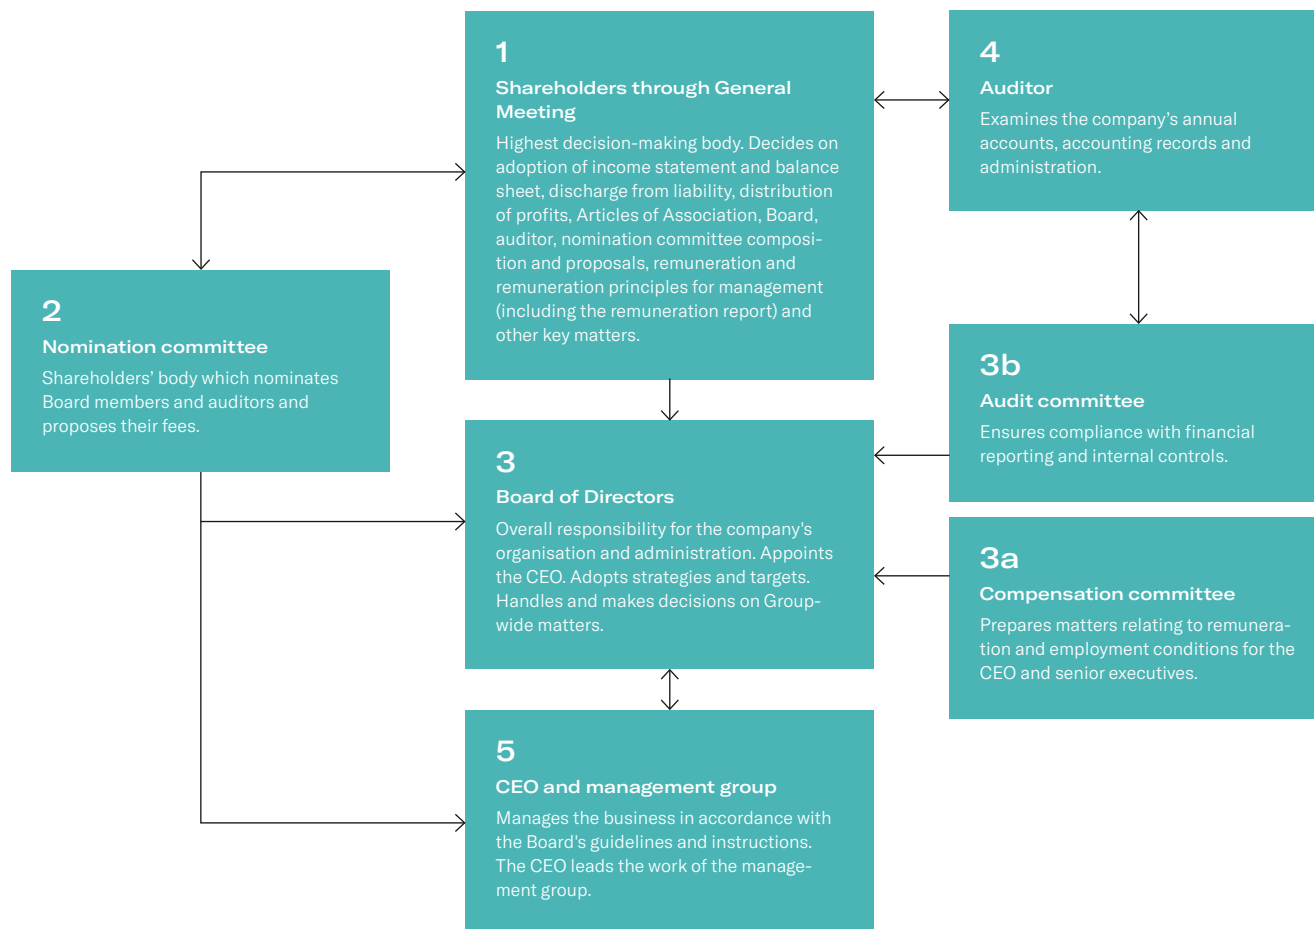 1
Shareholders through General
Meeting
Highest decision-making body. Decides on
adoption of income statement and balance
sheet, discharge from liability, distribution
of profits, Articles of Association, Board,
auditor, nomination committee composi-
tion and proposals, remuneration and
remuneration principles for management
(including the remuneration report) and
other key matters.
4
Auditor
Examines the company's annual
accounts, accounting records and
administration.
2
Nomination committee
Shareholders' body which nominates
Board members and auditors and
proposes their fees.
3b
Audit committee
Ensures compliance with financial
reporting and internal controls.
3
Board of Directors
Overall responsibility for the company's
organisation and administration. Appoints
the CEO. Adopts strategies and targets.
Handles and makes decisions on Group-
wide matters.
3a
Compensation committee
Prepares matters relating to remunera-
tion and employment conditions for the
CEO and senior executives.
5
CEO and management group
Manages the business in accordance with
the Board's guidelines and instructions.
The CEO leads the work of the manage-
ment group.